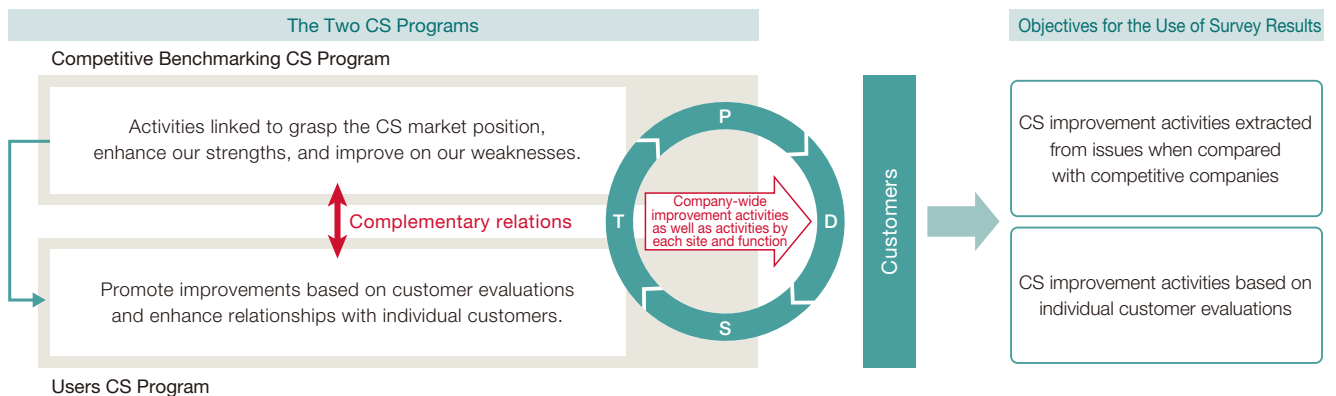 The Two CS Programs
Competitive Benchmarking CS Program
Activities linked to grasp the CS market position,
enhance our strengths, and improve on our weaknesses.
Complementary relations
Promote improvements based on customer evaluations
and enhance relationships with individual customers.
Users CS Program
P
D
S
T
Company-wide
improvement activities
as well as activities by
each site and function
Customers
Objectives for the Use of Survey Results
CS improvement activities extracted
from issues when compared
with competitive companies
CS improvement activities based on
individual customer evaluations